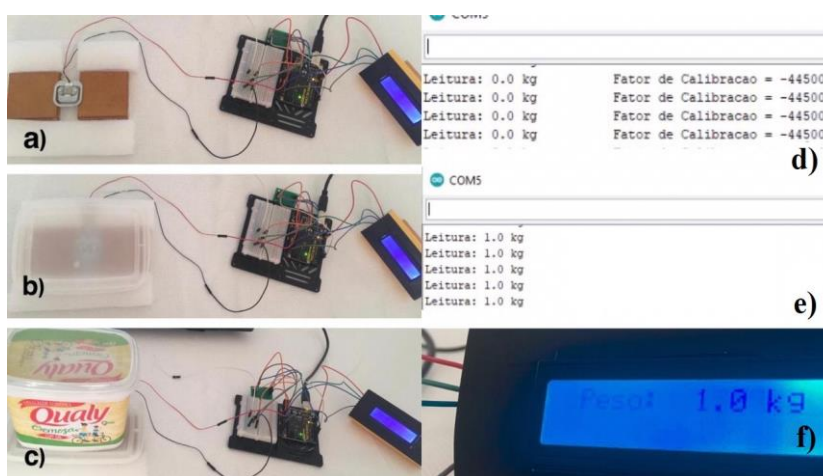 a)
COM5
Leitura: 0.0 kg Fator de Calibracao = -44500
Leitura: 0.0 kg Fator de Calibracao = -44500
Leitura: 0.0 kg Fator de Calibracao = -44500
Leitura: 0.0 kg Fator de Calibracao = -44500
d)
b)
COM5
Leitura: 1.0 kg
Leitura: 1.0 kg
Leitura: 1.0 kg
Leitura: 1.0 kg
Leitura: 1.0 kg
e)
Qualy
Qualy
Cremosa
c)
Peso: 1.0 kg
f)